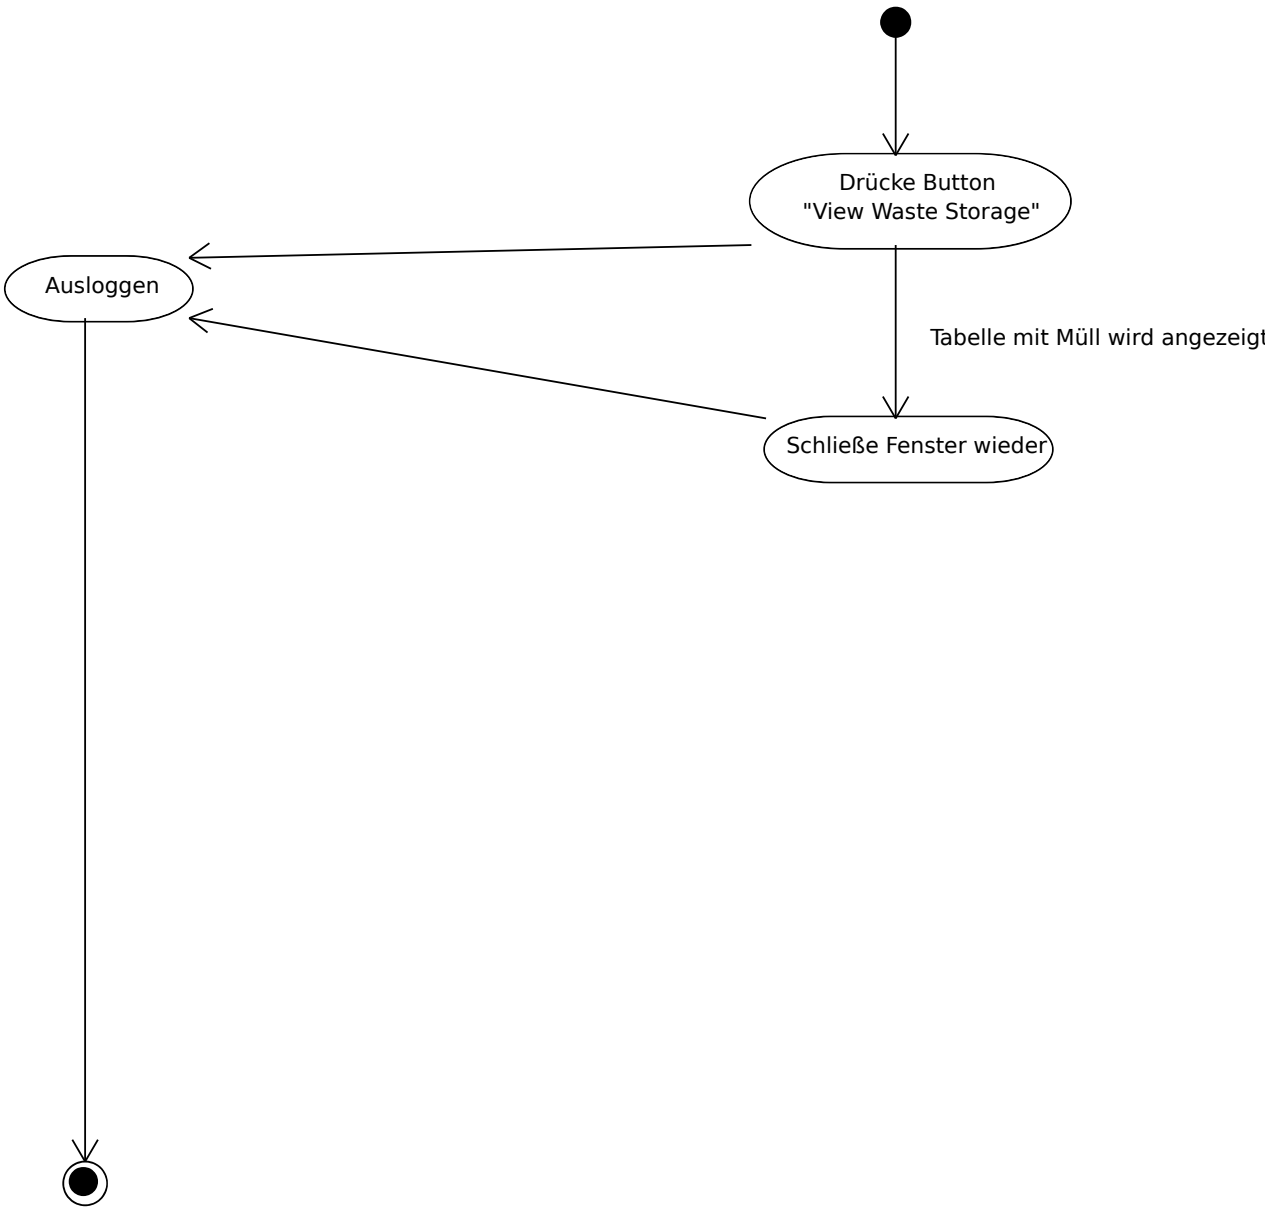 Drücke Button
"View Waste Storage"
Ausloggen
Tabelle mit Müll wird angezeigt
Schließe Fenster wieder